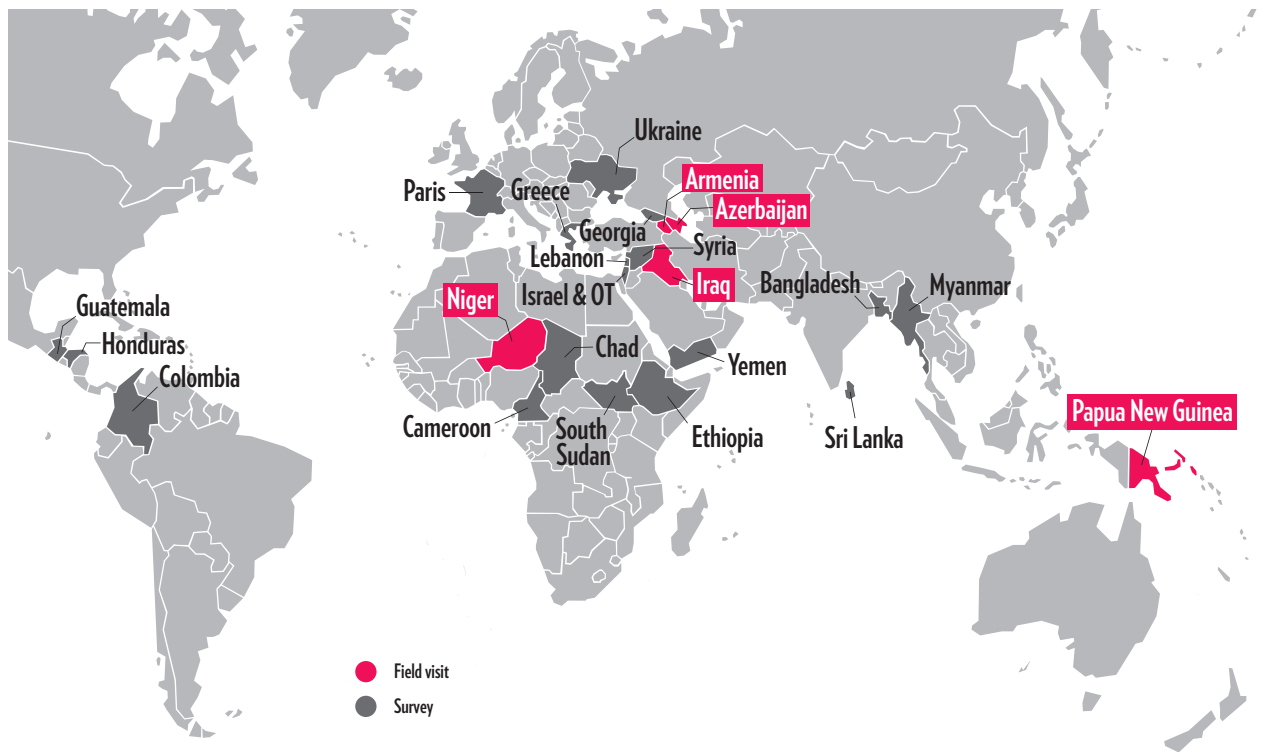 Ukraine
Armenia
Paris
Greece
Azerbaijan
Georgia
Syria
Lebanon
Israel & OT
Iraq
Bangladesh
Myanmar
Niger
Guatemala
Honduras
Chad
Colombia
Yemen
Cameroon
South
Sudan
Ethiopia
Sri Lanka
Papua New Guinea
Field visit
Survey